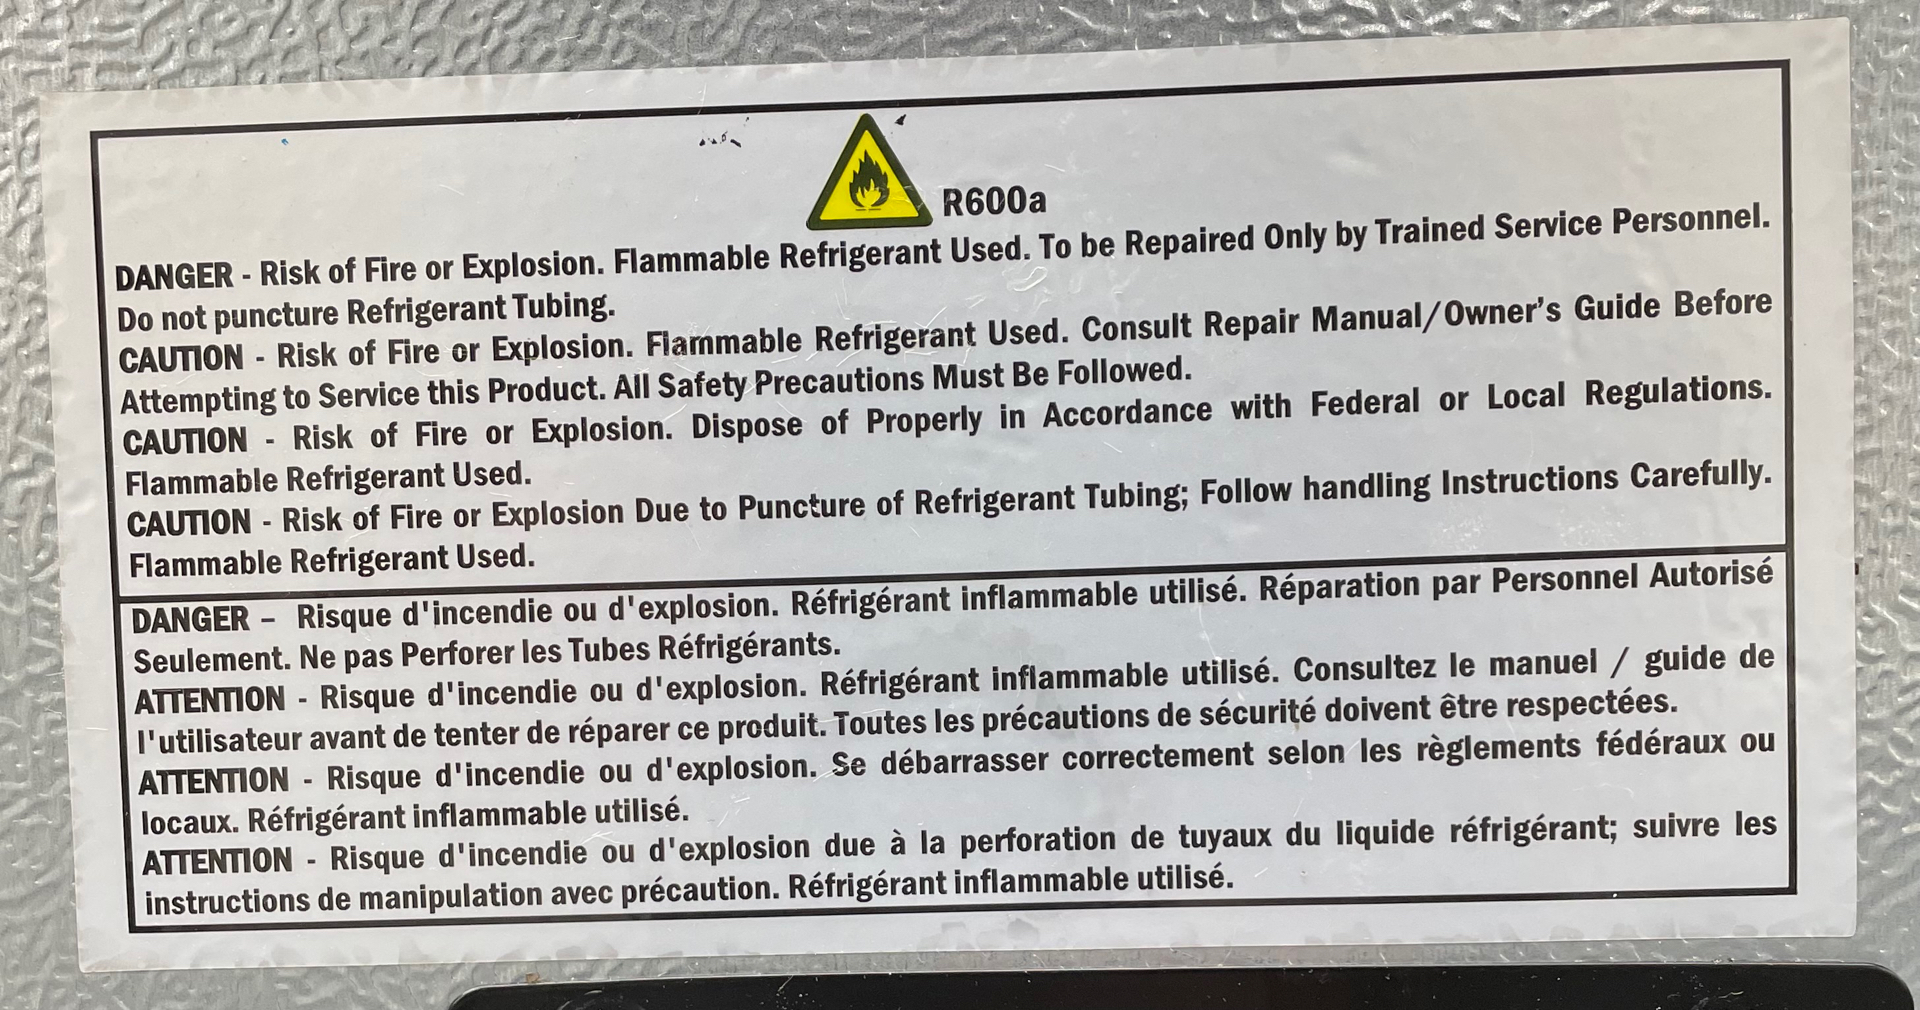 R600a
DANGER - Risk of Fire or Explosion. Flammable Refrigerant Used. To be Repaired Only by Trained Service Personnel.
Do not puncture Refrigerant Tubing.
CAUTION - Risk of Fire or Explosion. Flammable Refrigerant Used. Consult Repair Manual/Owner's Guide Before
Attempting to Service this Product. All Safety Precautions Must Be Followed.
CAUTION - Risk of Fire or Explosion. Dispose of Properly in Accordance with Federal or Local Regulations.
Flammable Refrigerant Used.
CAUTION - Risk of Fire or Explosion Due to Puncture of Refrigerant Tubing; Follow handling Instructions Carefully.
Flammable Refrigerant Used.
DANGER – Risque d'incendie ou d'explosion. Réfrigérant inflammable utilisé. Réparation par Personnel Autorisé
Seulement. Ne pas Perforer les Tubes Réfrigérants.
ATTENTION - Risque d'incendie ou d'explosion. Réfrigérant inflammable utilisé. Consultez le manuel / guide de
l'utilisateur avant de tenter de réparer ce produit. Toutes les précautions de sécurité doivent être respectées.
ATTENTION - Risque d'incendie ou d'explosion. Se débarrasser correctement selon les règlements fédéraux ou
locaux. Réfrigérant inflammable utilisé.
ATTENTION - Risque d'incendie ou d'explosion due à la perforation de tuyaux du liquide réfrigérant; suivre les
instructions de manipulation avec précaution. Réfrigérant inflammable utilisé.